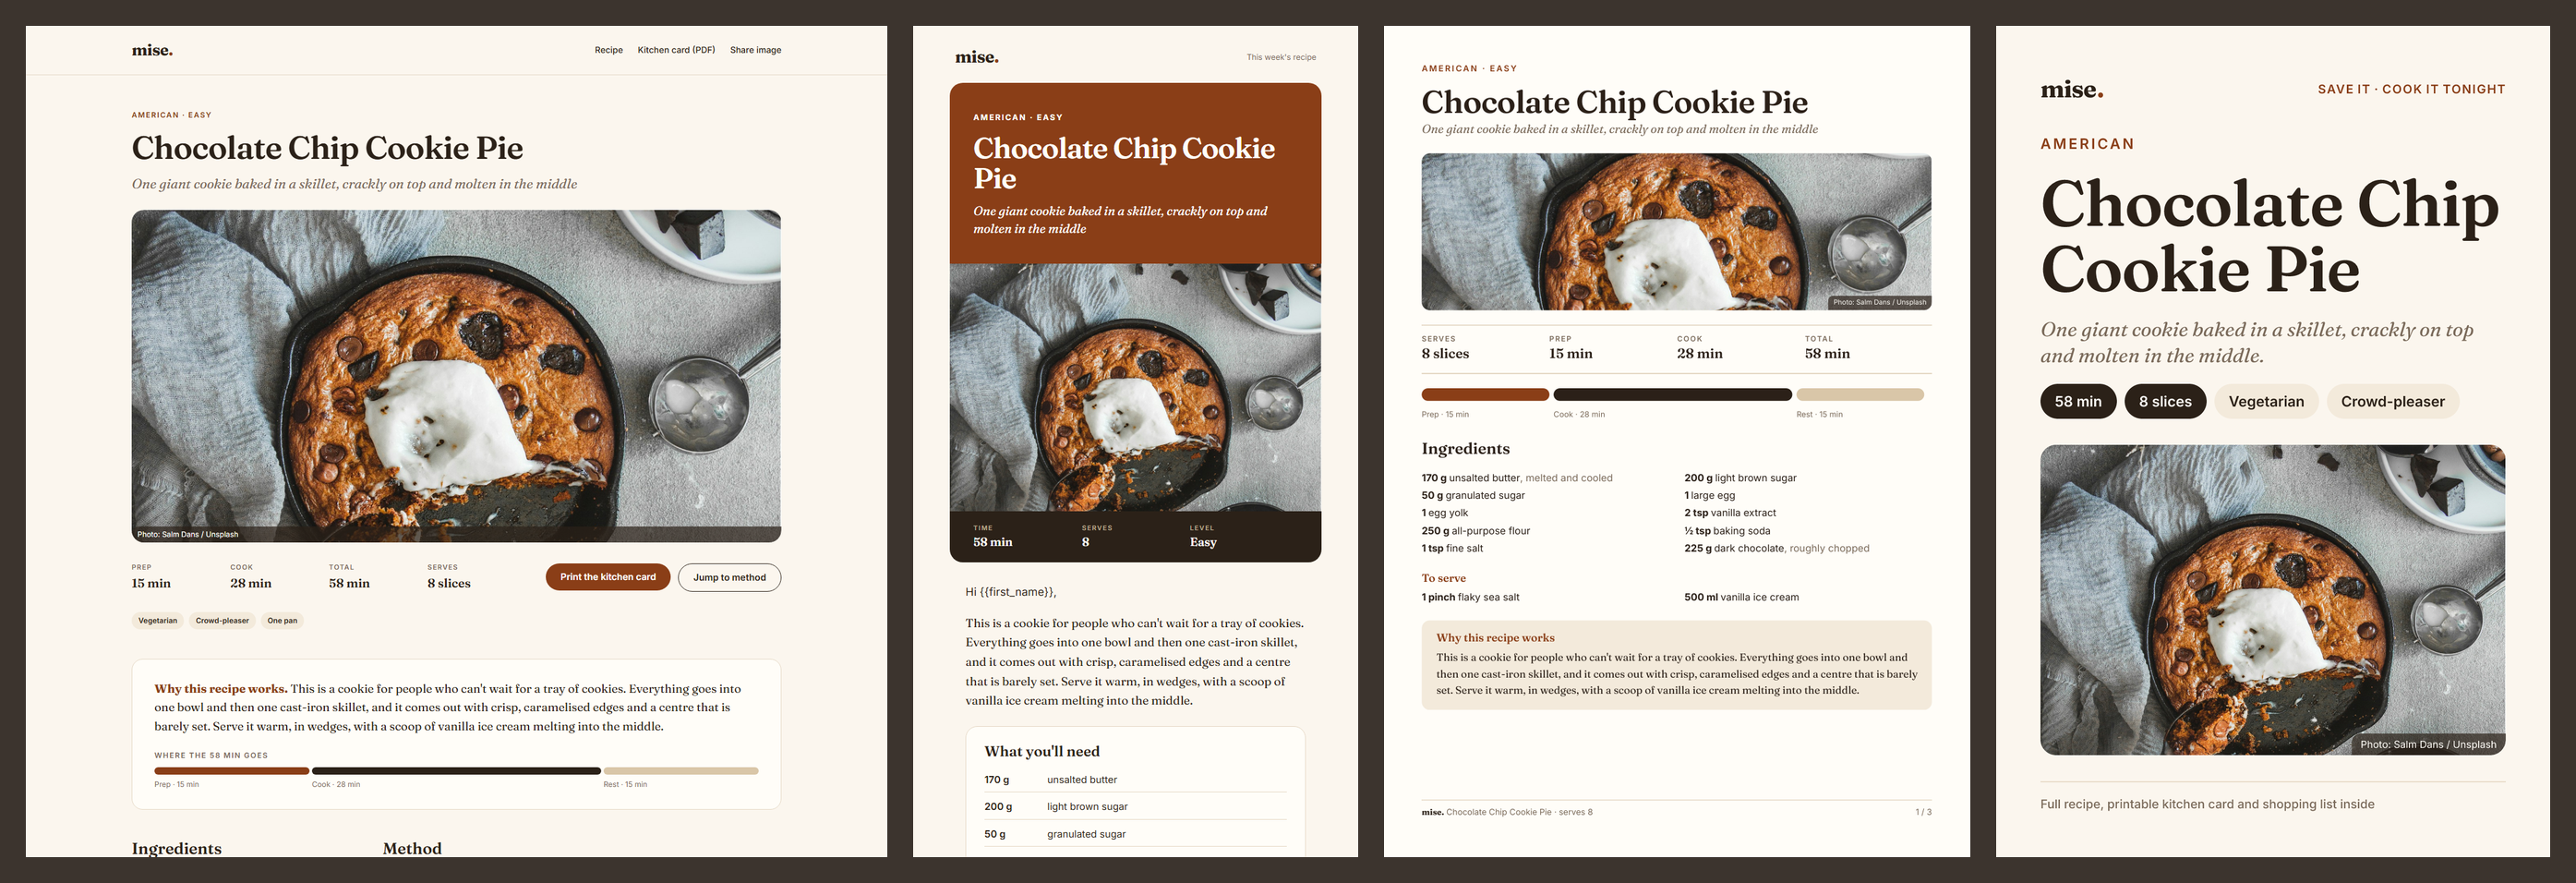 mise.
Recipe Kitchen card (PDF) Share image
AMERICAN · EASY
Chocolate Chip Cookie Pie
One giant cookie baked in a skillet, crackly on top and molten in the middle
Photo: Salm Dans / Unsplash
PREP COOK TOTAL SERVES
15 min 28 min 58 min 8 slices
Print the kitchen card Jump to method
Vegetarian Crowd-pleaser One pan
Why this recipe works. This is a cookie for people who can't wait for a tray of cookies. Everything goes into
one bowl and then one cast-iron skillet, and it comes out with crisp, caramelised edges and a centre that is
barely set. Serve it warm, in wedges, with a scoop of vanilla ice cream melting into the middle.
WHERE THE 58 MIN GOES
Prep · 15 min Cook · 28 min Rest · 15 min
Ingredients Method
mise.
This week's recipe
AMERICAN · EASY
Chocolate Chip Cookie
Pie
One giant cookie baked in a skillet, crackly on top and
molten in the middle
TIME SERVES LEVEL
58 min 8 Easy
Hi {{first_name}},
This is a cookie for people who can't wait for a tray of cookies.
Everything goes into one bowl and then one cast-iron skillet,
and it comes out with crisp, caramelised edges and a centre
that is barely set. Serve it warm, in wedges, with a scoop of
vanilla ice cream melting into the middle.
What you'll need
170 g unsalted butter
200 g light brown sugar
50 g granulated sugar
AMERICAN · EASY
Chocolate Chip Cookie Pie
One giant cookie baked in a skillet, crackly on top and molten in the middle
Photo: Salm Dans / Unsplash
SERVES PREP COOK TOTAL
8 slices 15 min 28 min 58 min
Prep · 15 min Cook · 28 min Rest · 15 min
Ingredients
170 g unsalted butter, melted and cooled 200 g light brown sugar
50 g granulated sugar 1 large egg
1 egg yolk 2 tsp vanilla extract
250 g all-purpose flour ½ tsp baking soda
1 tsp fine salt 225 g dark chocolate, roughly chopped
To serve
1 pinch flaky sea salt 500 ml vanilla ice cream
Why this recipe works
This is a cookie for people who can't wait for a tray of cookies. Everything goes into one bowl and
then one cast-iron skillet, and it comes out with crisp, caramelised edges and a centre that is barely
set. Serve it warm, in wedges, with a scoop of vanilla ice cream melting into the middle.
mise. Chocolate Chip Cookie Pie · serves 8 1 / 3
mise.
SAVE IT · COOK IT TONIGHT
AMERICAN
Chocolate Chip
Cookie Pie
One giant cookie baked in a skillet, crackly on top
and molten in the middle.
58 min 8 slices Vegetarian Crowd-pleaser
Photo: Salm Dans / Unsplash
Full recipe, printable kitchen card and shopping list inside